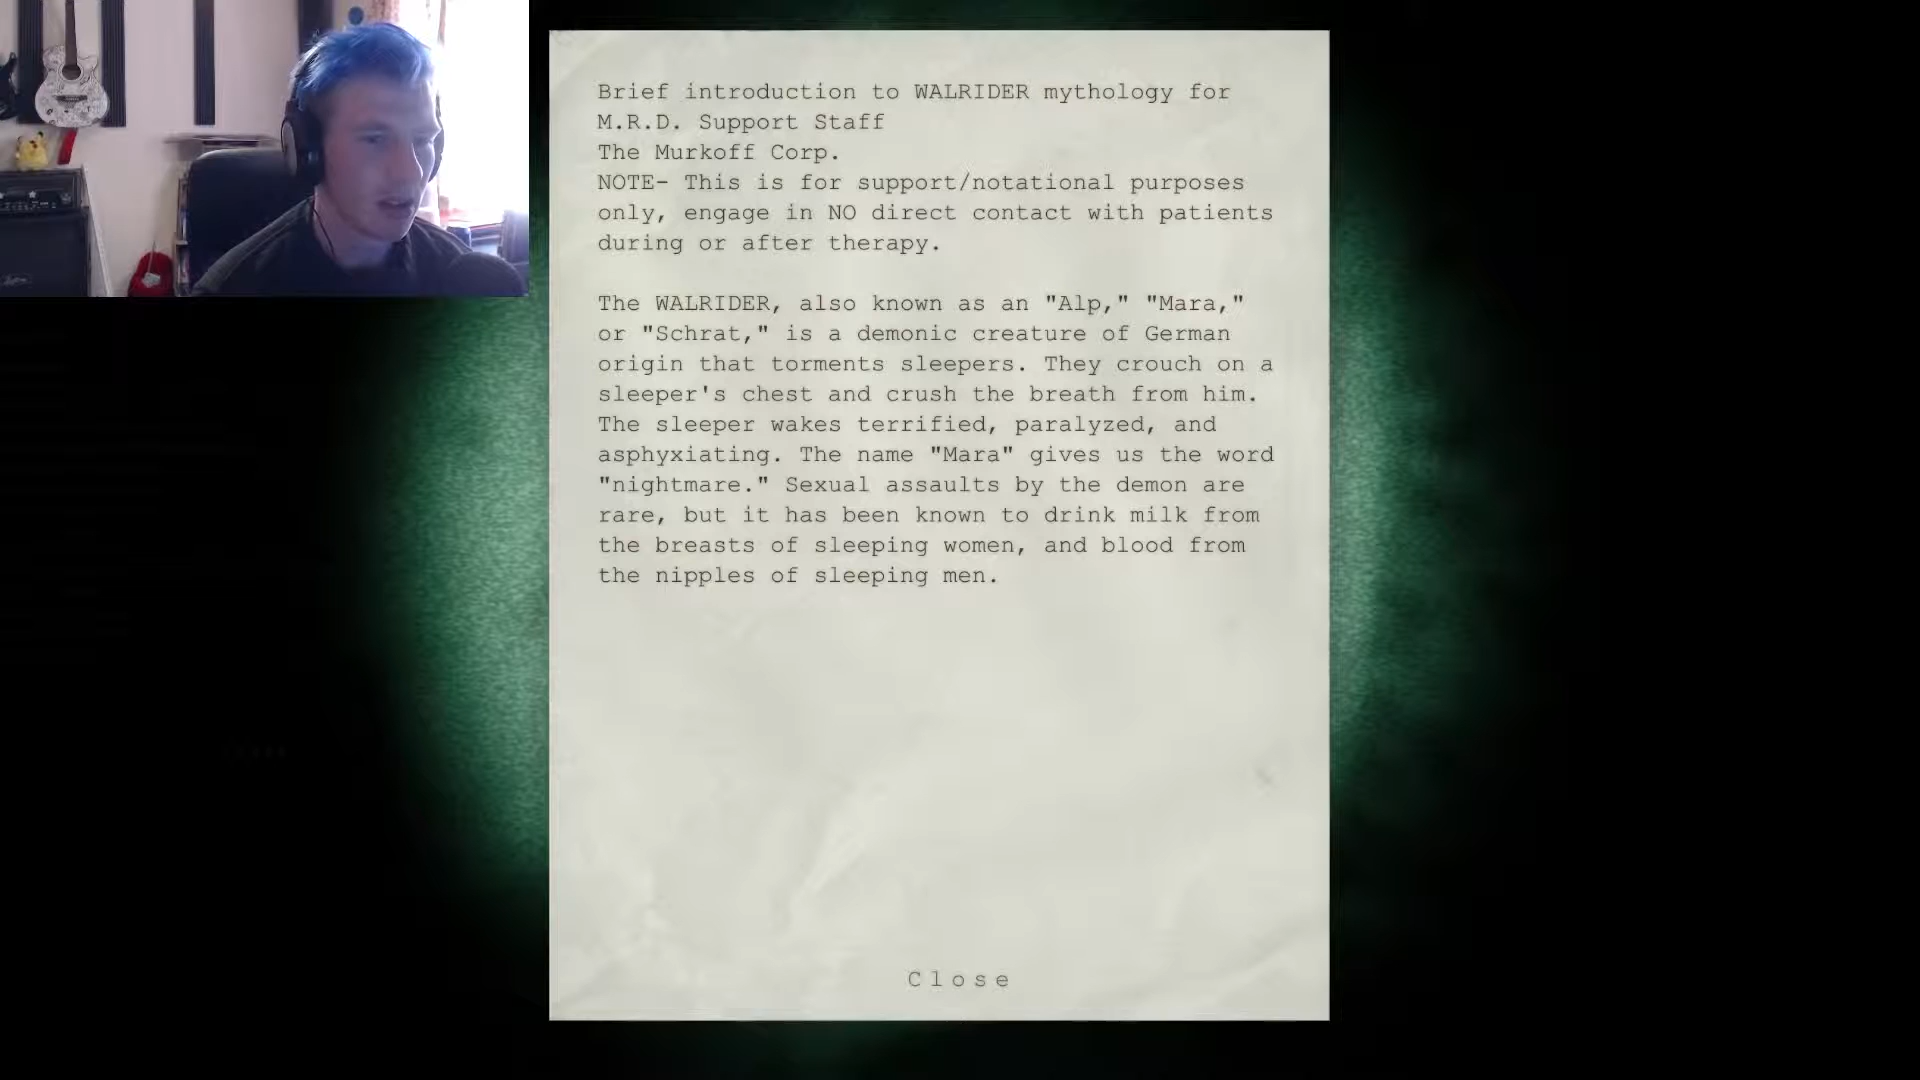 Brief introduction to WALRIDER mythology for
M.R.D. Support Staff
The Murkoff Corp.
NOTE- This is for support/notational purposes
only, engage in NO direct contact with patients
during or after therapy.
The WALRIDER, also known as an "Alp," "Mara,"
or "Schrat," is a demonic creature of German
origin that torments sleepers. They crouch on a
sleeper's chest and crush the breath from him.
The sleeper wakes terrified, paralyzed, and
asphyxiating. The name "Mara" gives us the word
"nightmare." Sexual assaults by the demon are
rare, but it has been known to drink milk from
the breasts of sleeping women, and blood from
the nipples of sleeping men.
Close